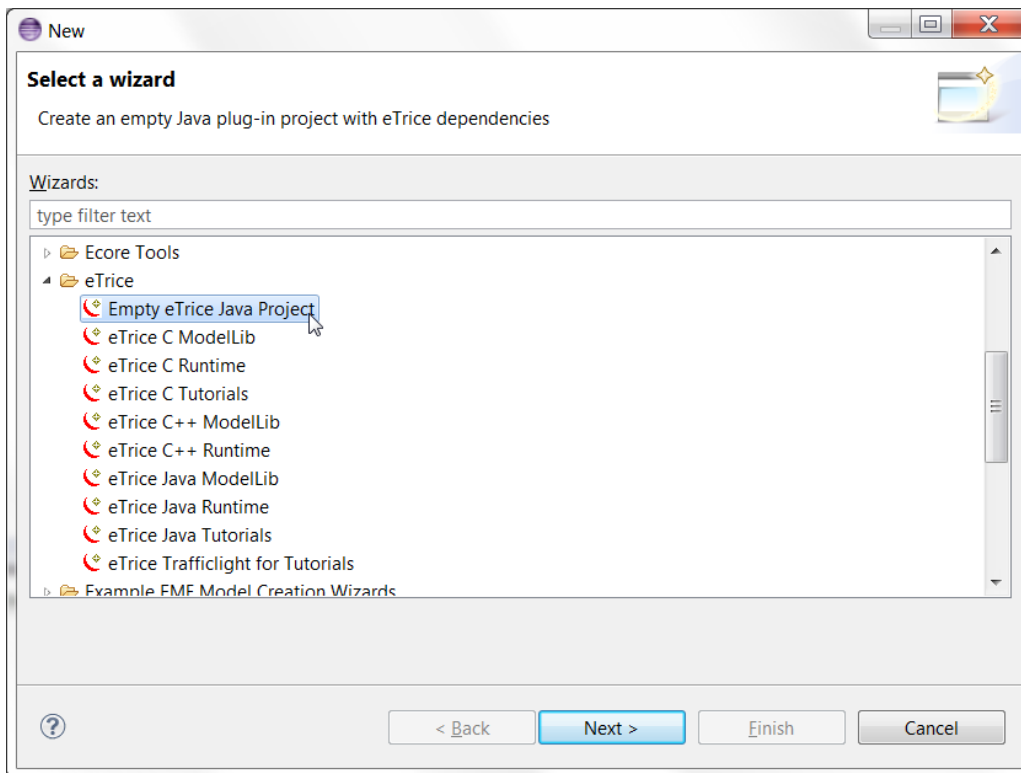 New
Select a wizard
Create an empty Java plug-in project with eTrice dependencies
Wizards:
type filter text
Ecore Tools
eTrice
Empty eTrice Java Project
eTrice C ModelLib
eTrice C Runtime
eTrice C Tutorials
eTrice C++ ModelLib
eTrice C++ Runtime
eTrice Java ModelLib
eTrice Java Runtime
eTrice Java Tutorials
eTrice Trafficlight for Tutorials
Example EMF Model Creation Wizards
? < Back Next > Finish Cancel